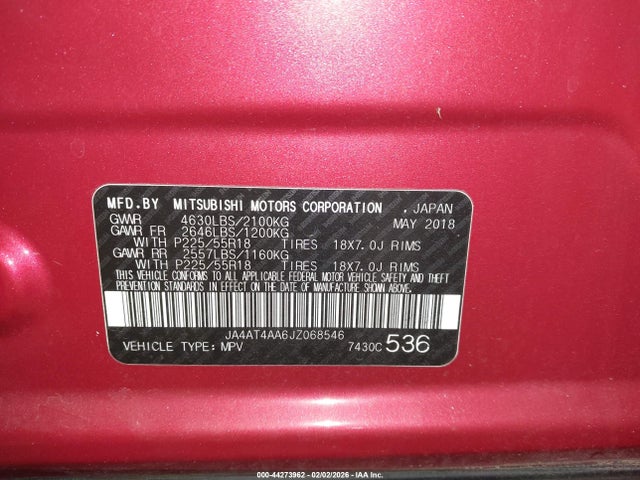 MFD.BY MITSUBISHI MOTORS CORPORATION . JAPAN
GVWR 4630LBS/2100KG MAY 2018
GAWR FR 2646LBS/1200KG
WITH P225/55R18 TIRES 18X7.0J RIMS
GAWR RR 2557LBS/1160KG
WITH P225/55R18 TIRES 18X7.0J RIMS
THIS VEHICLE CONFORMS TO ALL APPLICABLE FEDERAL MOTOR VEHICLE SAFETY AND THEFT
PREVENTION STANDARDS IN EFFECT ON THE DATE OF MANUFACTURE SHOWN ABOVE.
JA4AT4AA6JZ068546
VEHICLE TYPE: MPV 7430C 536
000-44273962 - 02/02/2026 - IAA Inc.